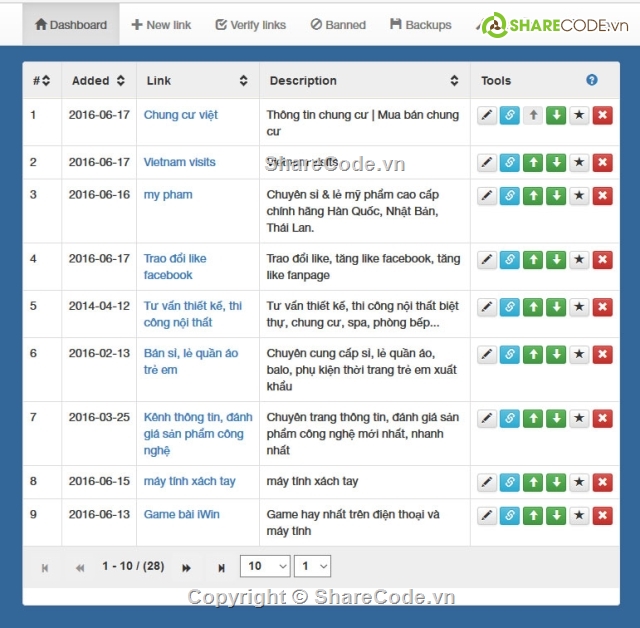 Dashboard New link Verify links Banned Backups SHARECODE.vn
# Added Link Description Tools
1 2016-06-17 Chung cư việt Thông tin chung cư | Mua bán chung
cư
2 2016-06-17 Vietnam visits Vietnam visits
ShareCode.vn
3 2016-06-16 my pham Chuyên sỉ & lẻ mỹ phẩm cao cấp
chính hãng Hàn Quốc, Nhật Bản,
Thái Lan.
4 2016-06-17 Trao đổi like Trao đổi like, tăng like facebook, tăng
facebook like fanpage
5 2014-04-12 Tư vấn thiết kế, thi Tư vấn thiết kế, thi công nội thất biệt
công nội thất thự, chung cư, spa, phòng bếp...
6 2016-02-13 Bán sỉ, lẻ quần áo Chuyên cung cấp sỉ, lẻ quần áo,
trẻ em balo, phụ kiện thời trang trẻ em xuất
khẩu
7 2016-03-25 Kênh thông tin, đánh Chuyên trang thông tin, đánh giá sản
giá sản phẩm công phẩm công nghệ mới nhất, nhanh
nghệ nhất
8 2016-06-15 máy tính xách tay máy tính xách tay
9 2016-06-13 Game bài iWin Game hay nhất trên điện thoại và
máy tính
1 - 10 / (28) 10 1
Copyright © ShareCode.vn